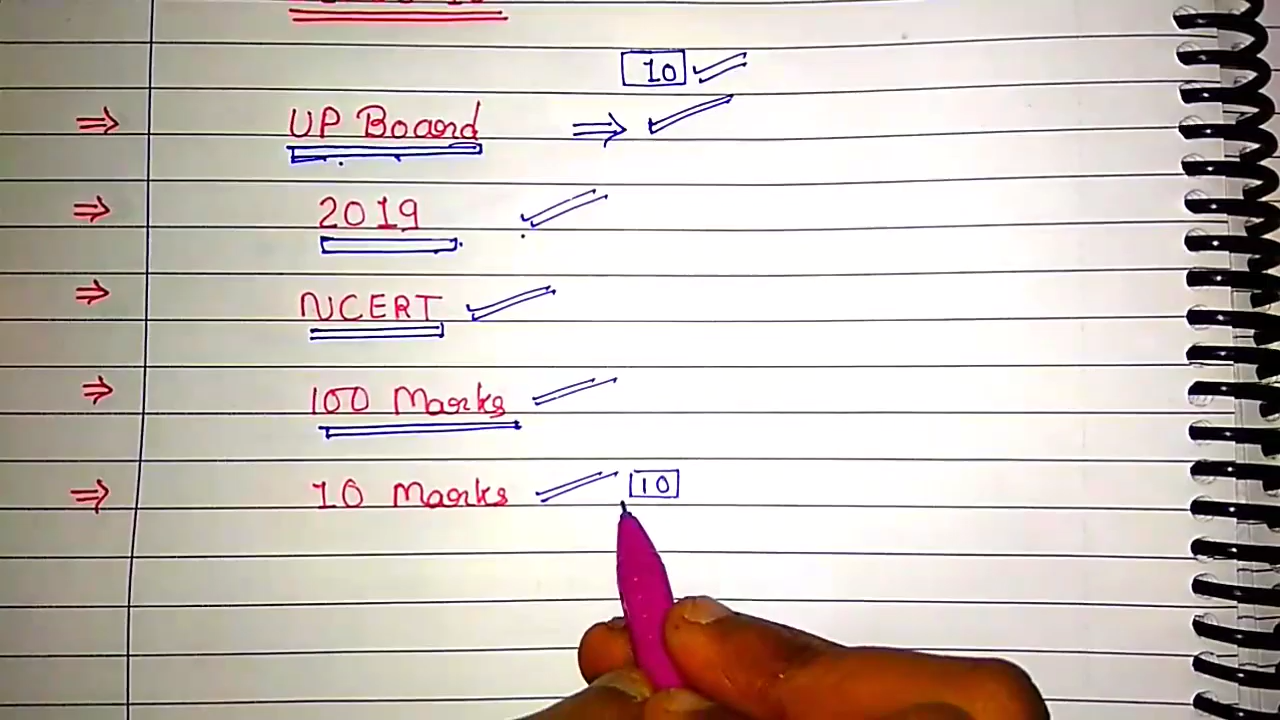 10
⇒ UP Board ⇒
⇒ 2019
⇒ NCERT
⇒ 100 Marks
⇒ 10 Marks 10